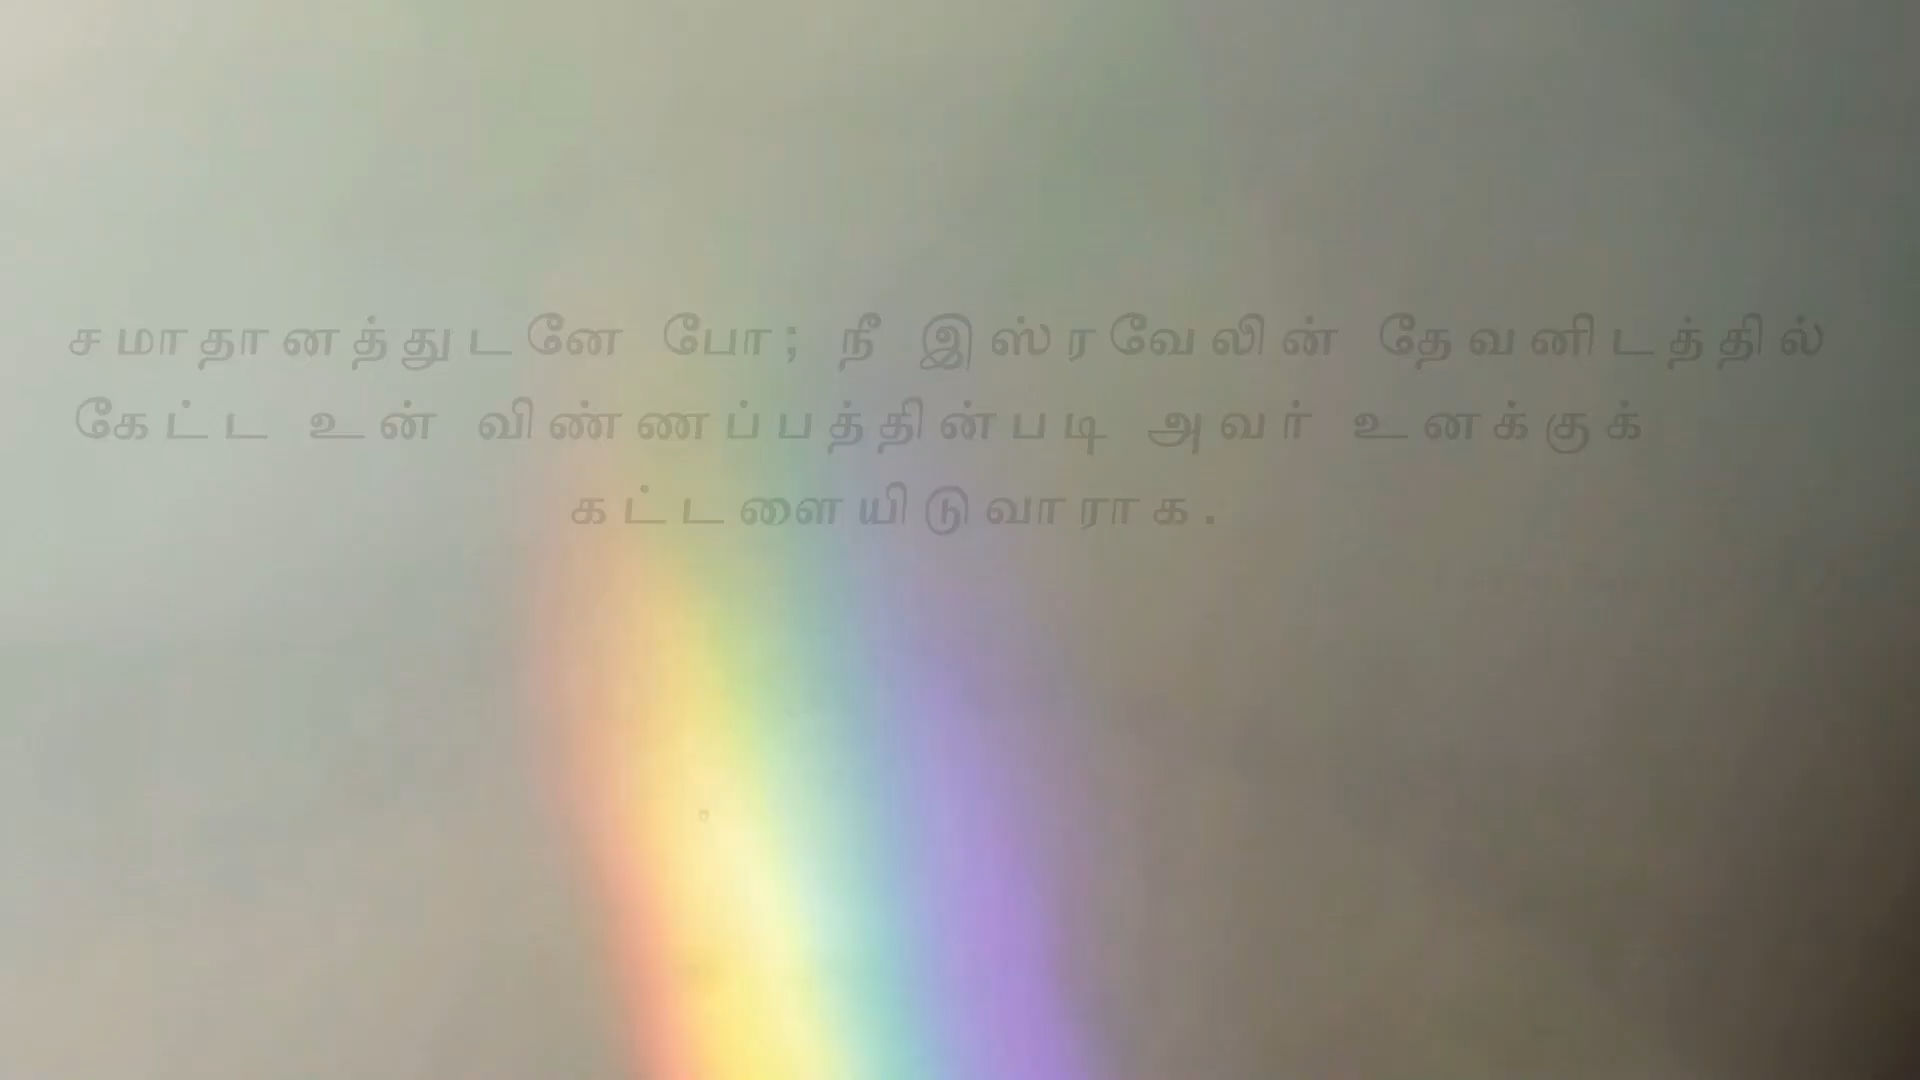 சமாதானத்துடனே போ; நீ இஸ்ரவேலின் தேவனிடத்தில்
கேட்ட உன் விண்ணப்பத்தின்படி அவர் உனக்குக்
கட்டளையிடுவாராக.